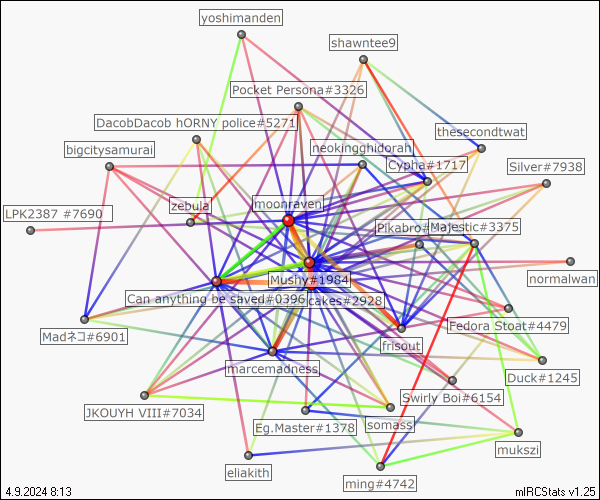 yoshimanden
shawntee9
Pocket Persona#3326
DacobDacob hORNY police#5271
thesecondtwat
neokingghidorah
bigcitysamurai
Cypha#1717
Silver#7938
LPK2387 #7690
zebula
moonraven
Pikabro#
Majestic#3375
Mushy#1984
normalwan
Can anything be saved#0396
cakes#2928
Fedora Stoat#4479
Madネコ#6901
frisout
marcemadness
Duck#1245
Swirly Boi#6154
JKOUYH VIII#7034
somass
Eg.Master#1378
mukszi
eliakith
ming#4742
4.9.2024 8:13
mIRCStats v1.25